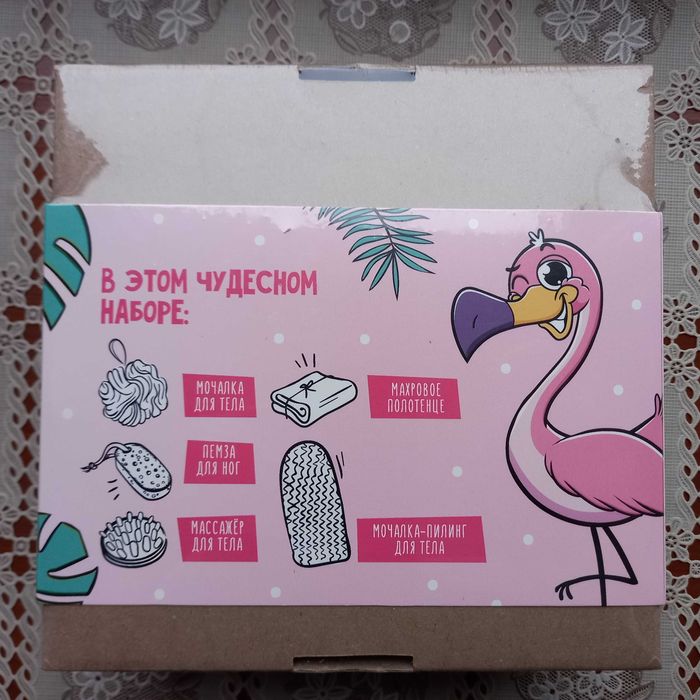 В ЭТОМ ЧУДЕСНОМ
НАБОРЕ:
МОЧАЛКА
ДЛЯ ТЕЛА
МАХРОВОЕ
ПОЛОТЕНЦЕ
ПЕМЗА
ДЛЯ НОГ
МАССАЖЁР
ДЛЯ ТЕЛА
МОЧАЛКА-ПИЛИНГ
ДЛЯ ТЕЛА